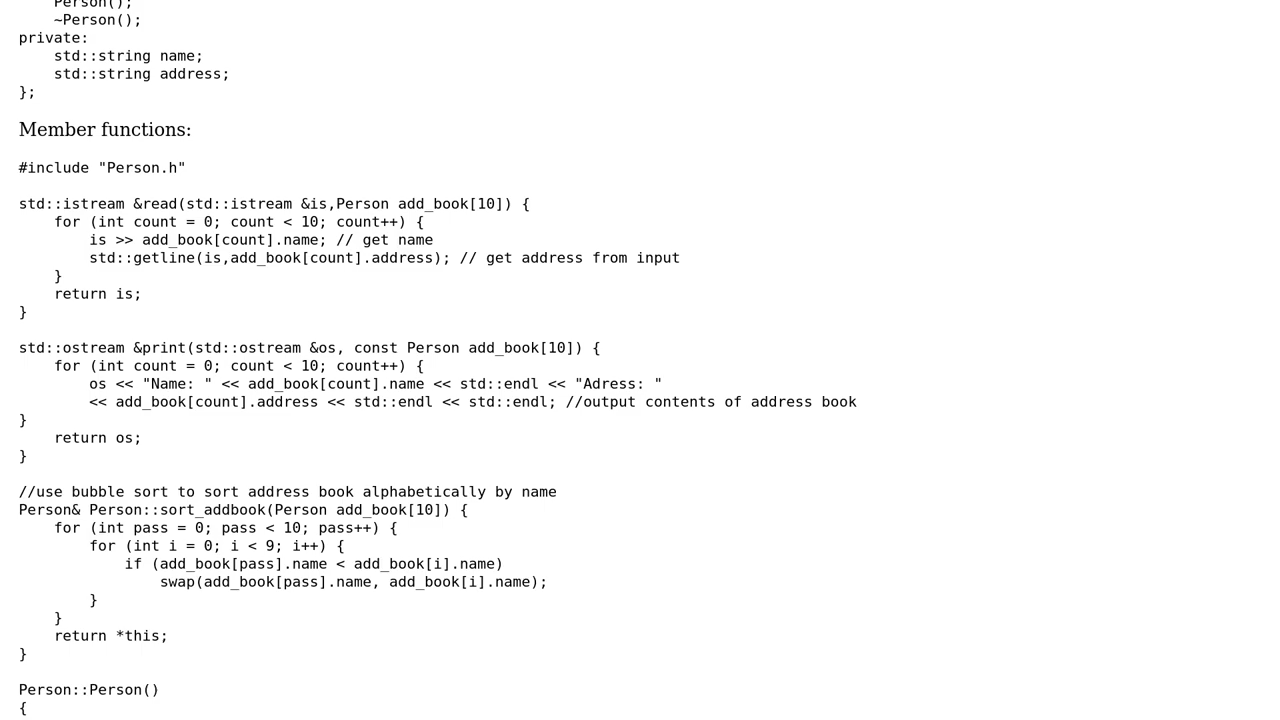 Person();
    ~Person();
private:
    std::string name;
    std::string address;
};
Member functions:
#include "Person.h"
std::istream &read(std::istream &is,Person add_book[10]) {
    for (int count = 0; count < 10; count++) {
        is >> add_book[count].name; // get name
        std::getline(is,add_book[count].address); // get address from input
    }
    return is;
}
std::ostream &print(std::ostream &os, const Person add_book[10]) {
    for (int count = 0; count < 10; count++) {
        os << "Name: " << add_book[count].name << std::endl << "Adress: "
        << add_book[count].address << std::endl << std::endl; //output contents of address book
}
    return os;
}
//use bubble sort to sort address book alphabetically by name
Person& Person::sort_addbook(Person add_book[10]) {
    for (int pass = 0; pass < 10; pass++) {
        for (int i = 0; i < 9; i++) {
            if (add_book[pass].name < add_book[i].name)
                swap(add_book[pass].name, add_book[i].name);
        }
    }
    return *this;
}
Person::Person()
{